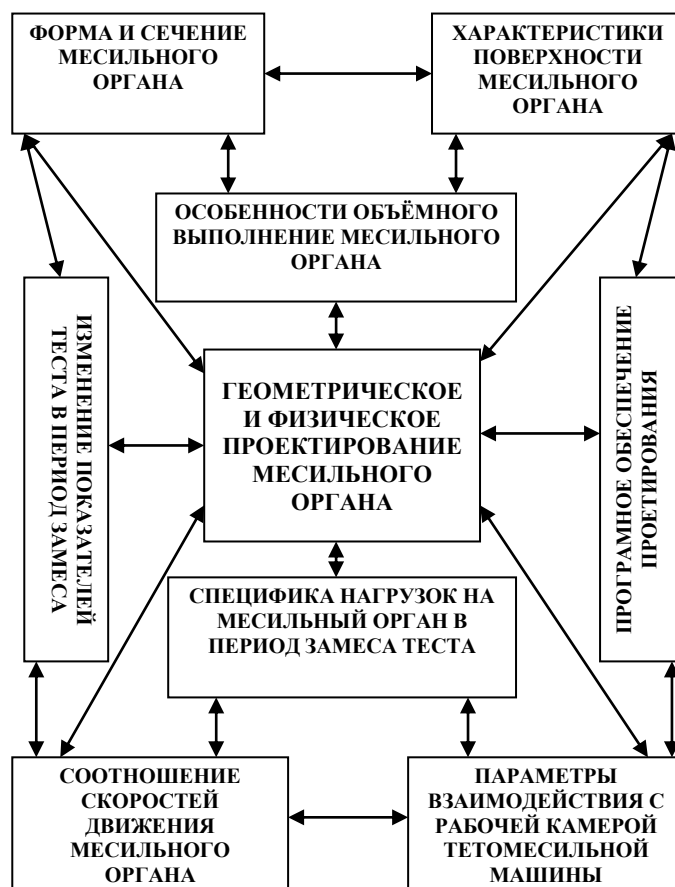 ФОРМА И СЕЧЕНИЕ
МЕСИЛЬНОГО
ОРГАНА
ХАРАКТЕРИСТИКИ
ПОВЕРХНОСТИ
МЕСИЛЬНОГО
ОРГАНА
ОСОБЕННОСТИ ОБЪЁМНОГО
ВЫПОЛНЕНИЕ МЕСИЛЬНОГО
ОРГАНА
ИЗМЕНЕНИЕ ПОКАЗАТЕЛЕЙ
ТЕСТА В ПЕРИОД ЗАМЕСА
ГЕОМЕТРИЧЕСКОЕ
И ФИЗИЧЕСКОЕ
ПРОЕКТИРОВАНИЕ
МЕСИЛЬНОГО
ОРГАНА
ПРОГРАМНОЕ ОБЕСПЕЧЕНИЕ
ПРОЕТИРОВАНИЯ
СПЕЦИФИКА НАГРУЗОК НА
МЕСИЛЬНЫЙ ОРГАН В
ПЕРИОД ЗАМЕСА ТЕСТА
СООТНОШЕНИЕ
СКОРОСТЕЙ
ДВИЖЕНИЯ
МЕСИЛЬНОГО
ОРГАНА
ПАРАМЕТРЫ
ВЗАИМОДЕЙСТВИЯ С
РАБОЧЕЙ КАМЕРОЙ
ТЕТОМЕСИЛЬНОЙ
МАШИНЫ